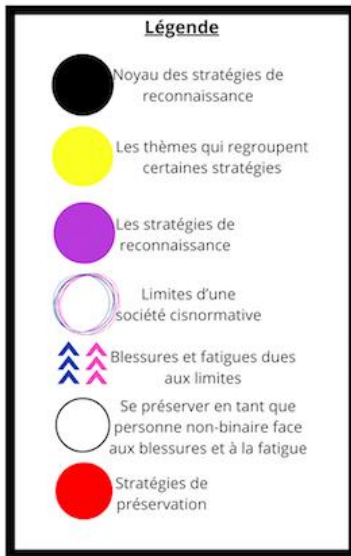 Légende
Noyau des stratégies de
reconnaissance
Les thèmes qui regroupent
certaines stratégies
Les stratégies de
reconnaissance
Limites d'une
société cisnormative
Blessures et fatigues dues
aux limites
Se préserver en tant que
personne non-binaire face
aux blessures et à la fatigue
Stratégies de
préservation